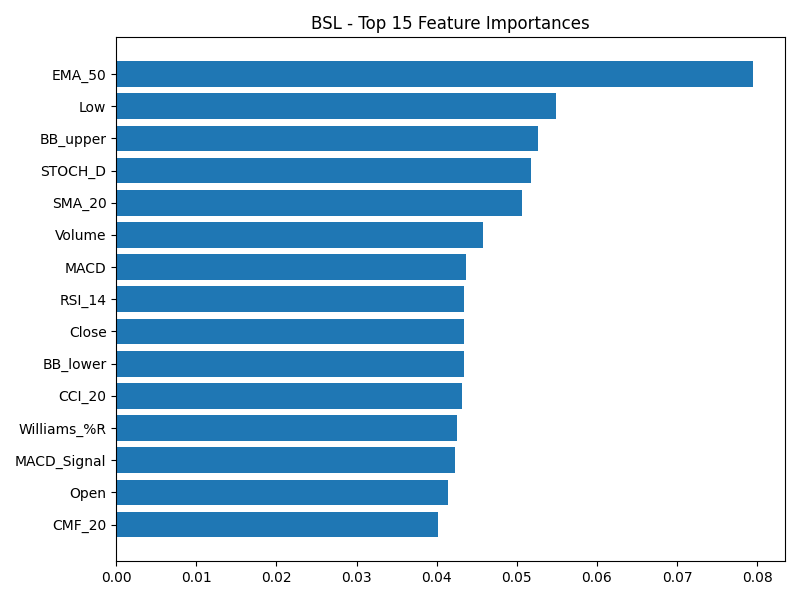 BSL - Top 15 Feature Importances
EMA_50
Low
BB_upper
STOCH_D
SMA_20
Volume
MACD
RSI_14
Close
BB_lower
CCI_20
Williams_%R
MACD_Signal
Open
CMF_20
0.00 0.01 0.02 0.03 0.04 0.05 0.06 0.07 0.08